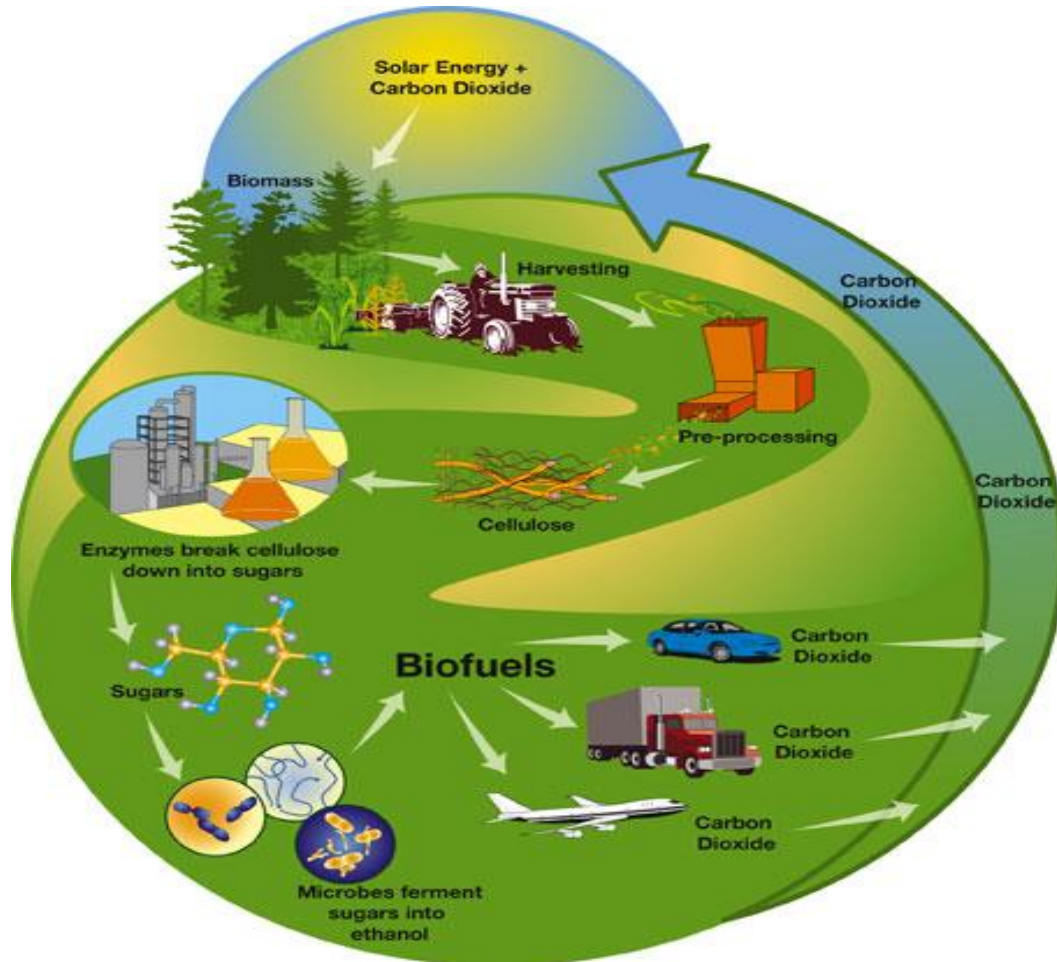 Solar Energy +
Carbon Dioxide
Biomass
Harvesting
Carbon
Dioxide
Pre-processing
Carbon
Dioxide
Cellulose
Enzymes break cellulose
down into sugars
Sugars
Biofuels
Carbon
Dioxide
Carbon
Dioxide
Carbon
Dioxide
Microbes ferment
sugars into
ethanol